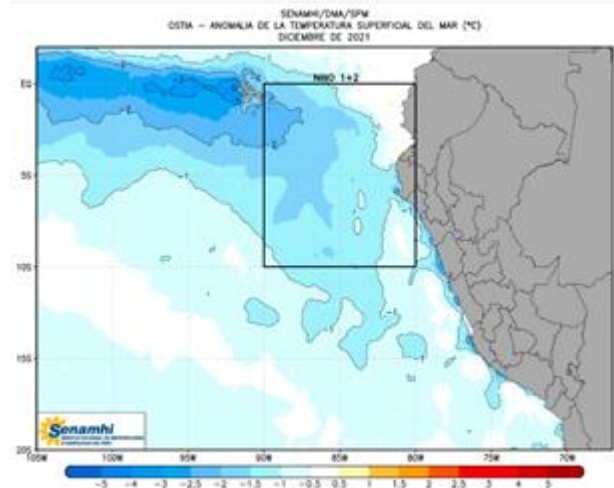 SENAMHI/DMA/SPM
OSTIA – ANOMALIA DE LA TEMPERATURA SUPERFICIAL DEL MAR (°C)
DICIEMBRE DE 2021
NINO 1+2
EQ
5S
10S
15S
20S
105W 100W 95W 90W 85W 80W 75W 70W
Senamhi
-5 -4 -3 -2.5 -2 -1.5 -1 -0.5 0.5 1 1.5 2 2.5 3 4 5